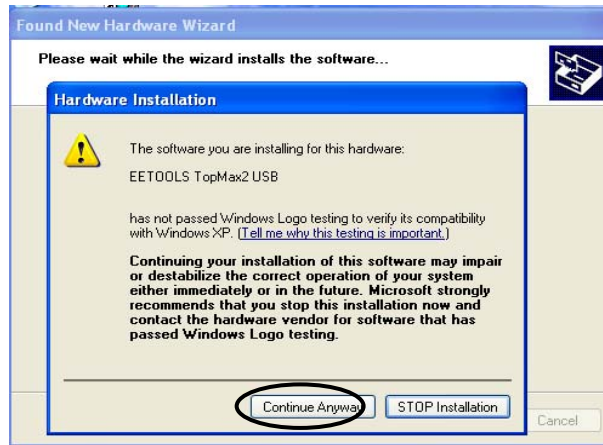 Found New Hardware Wizard
Please wait while the wizard installs the software...
Hardware Installation
The software you are installing for this hardware:
EETOOLS TopMax2 USB
has not passed Windows Logo testing to verify its compatibility
with Windows XP. (Tell me why this testing is important.)
Continuing your installation of this software may impair
or destabilize the correct operation of your system
either immediately or in the future. Microsoft strongly
recommends that you stop this installation now and
contact the hardware vendor for software that has
passed Windows Logo testing.
Continue Anyway
STOP Installation
Cancel